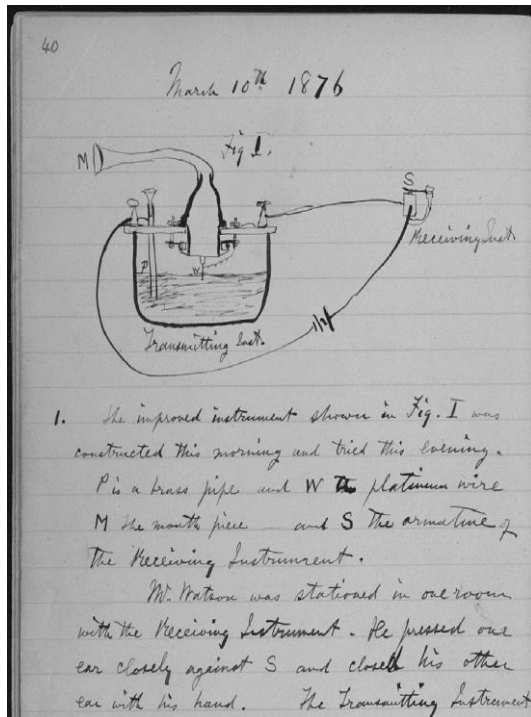 40
March 10th 1876
Fig I.
M
S
Receiving Inst.
P
W
Transmitting Inst.
1. The improved instrument shown in Fig. I was
constructed this morning and tried this evening.
P is a brass pipe and W the platinum wire
M the mouth piece and S the armature of
the Receiving Instrument.
Mr. Watson was stationed in one room
with the Receiving Instrument. He pressed one
ear closely against S and closed his other
ear with his hand. The Transmitting Instrument